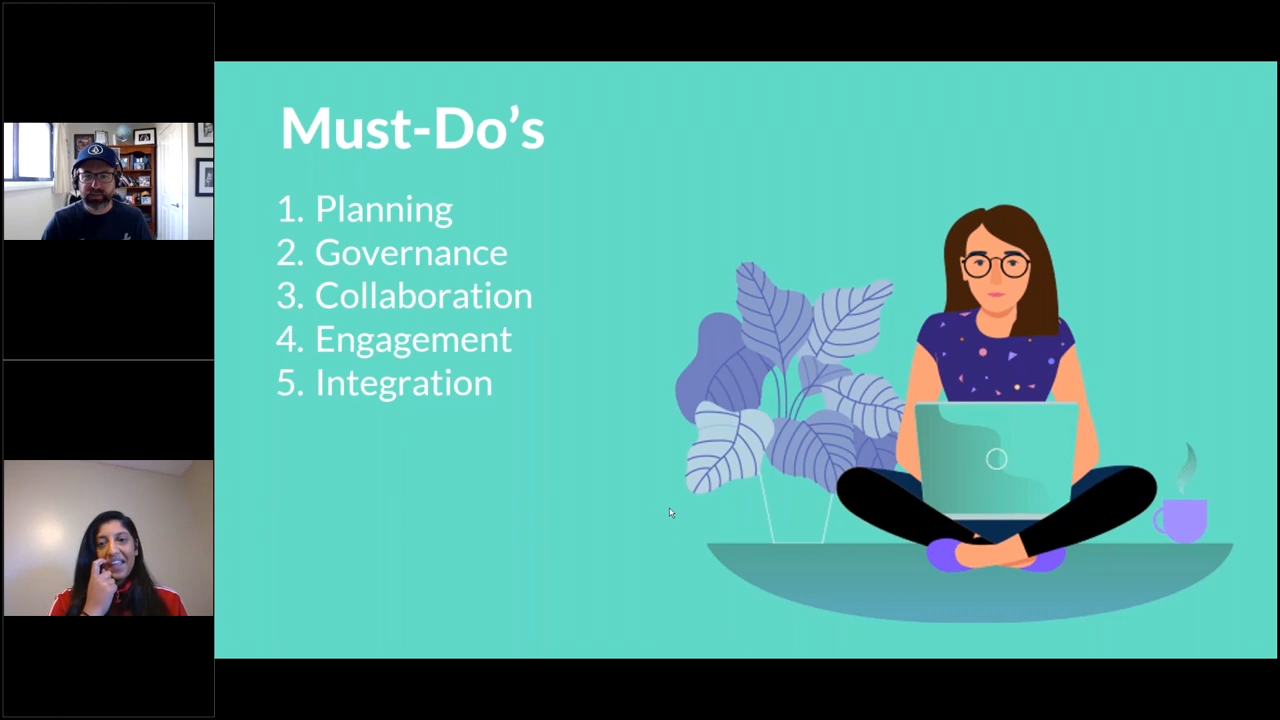 Must-Do’s
1. Planning
2. Governance
3. Collaboration
4. Engagement
5. Integration